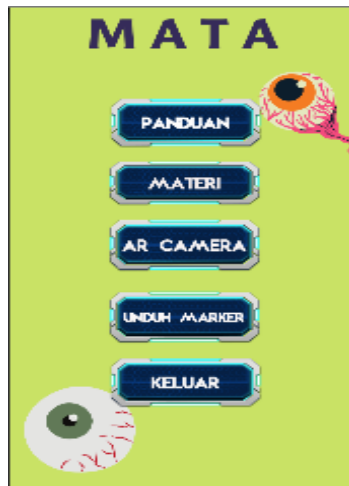 MATA
PANDUAN
MATERI
AR CAMERA
UNDUH MARKER
KELUAR